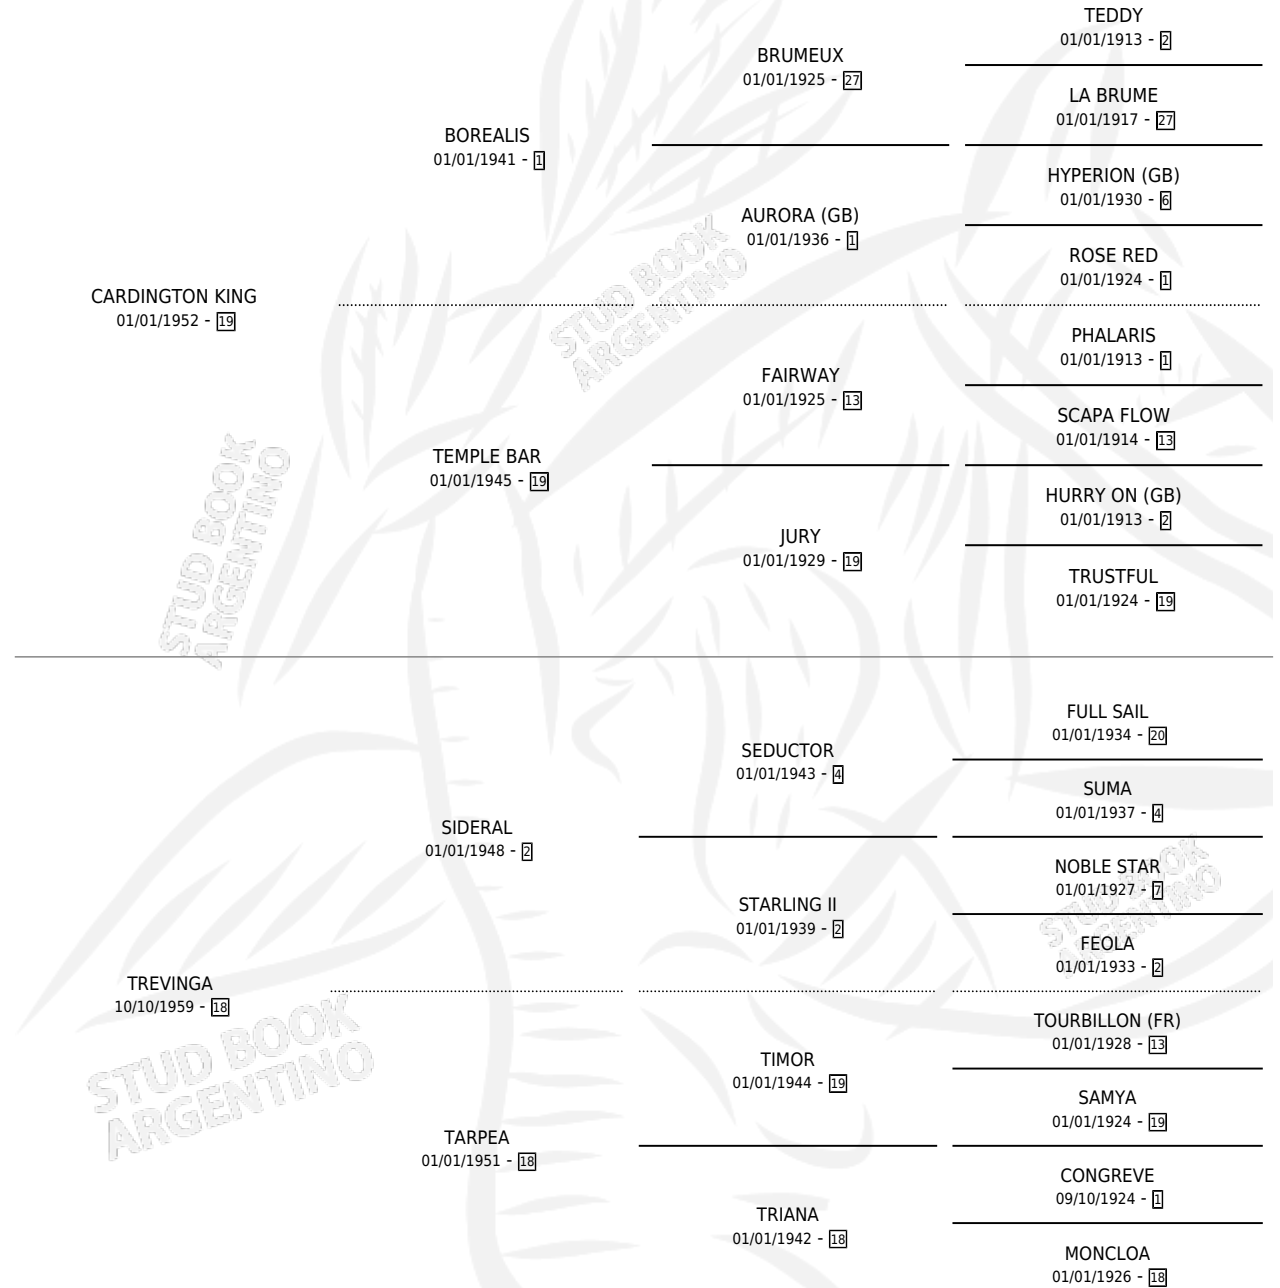 TEDDY
01/01/1913 - 2
BRUMEUX
01/01/1925 - 27
LA BRUME
01/01/1917 - 27
BOREALIS
01/01/1941 - 1
HYPERION (GB)
01/01/1930 - 6
AURORA (GB)
01/01/1936 - 1
ROSE RED
01/01/1924 - 1
CARDINGTON KING
01/01/1952 - 19
STUD BOOK
ARGENTINO
PHALARIS
01/01/1913 - 1
FAIRWAY
01/01/1925 - 13
SCAPA FLOW
01/01/1914 - 13
TEMPLE BAR
01/01/1945 - 19
HURRY ON (GB)
01/01/1913 - 2
JURY
01/01/1929 - 19
TRUSTFUL
01/01/1924 - 19
STUD BOOK
ARGENTINO
FULL SAIL
01/01/1934 - 20
SEDUCTOR
01/01/1943 - 4
SUMA
01/01/1937 - 4
SIDERAL
01/01/1948 - 2
NOBLE STAR
01/01/1927 - 7
STARLING II
01/01/1939 - 2
STUD BOOK
ARGENTINO
FEOLA
01/01/1933 - 2
TREVINGA
10/10/1959 - 18
STUD BOOK
ARGENTINO
TOURBILLON (FR)
01/01/1928 - 13
TIMOR
01/01/1944 - 19
SAMYA
01/01/1924 - 19
TARPEA
01/01/1951 - 18
CONGREVE
09/10/1924 - 1
TRIANA
01/01/1942 - 18
MONCLOA
01/01/1926 - 18